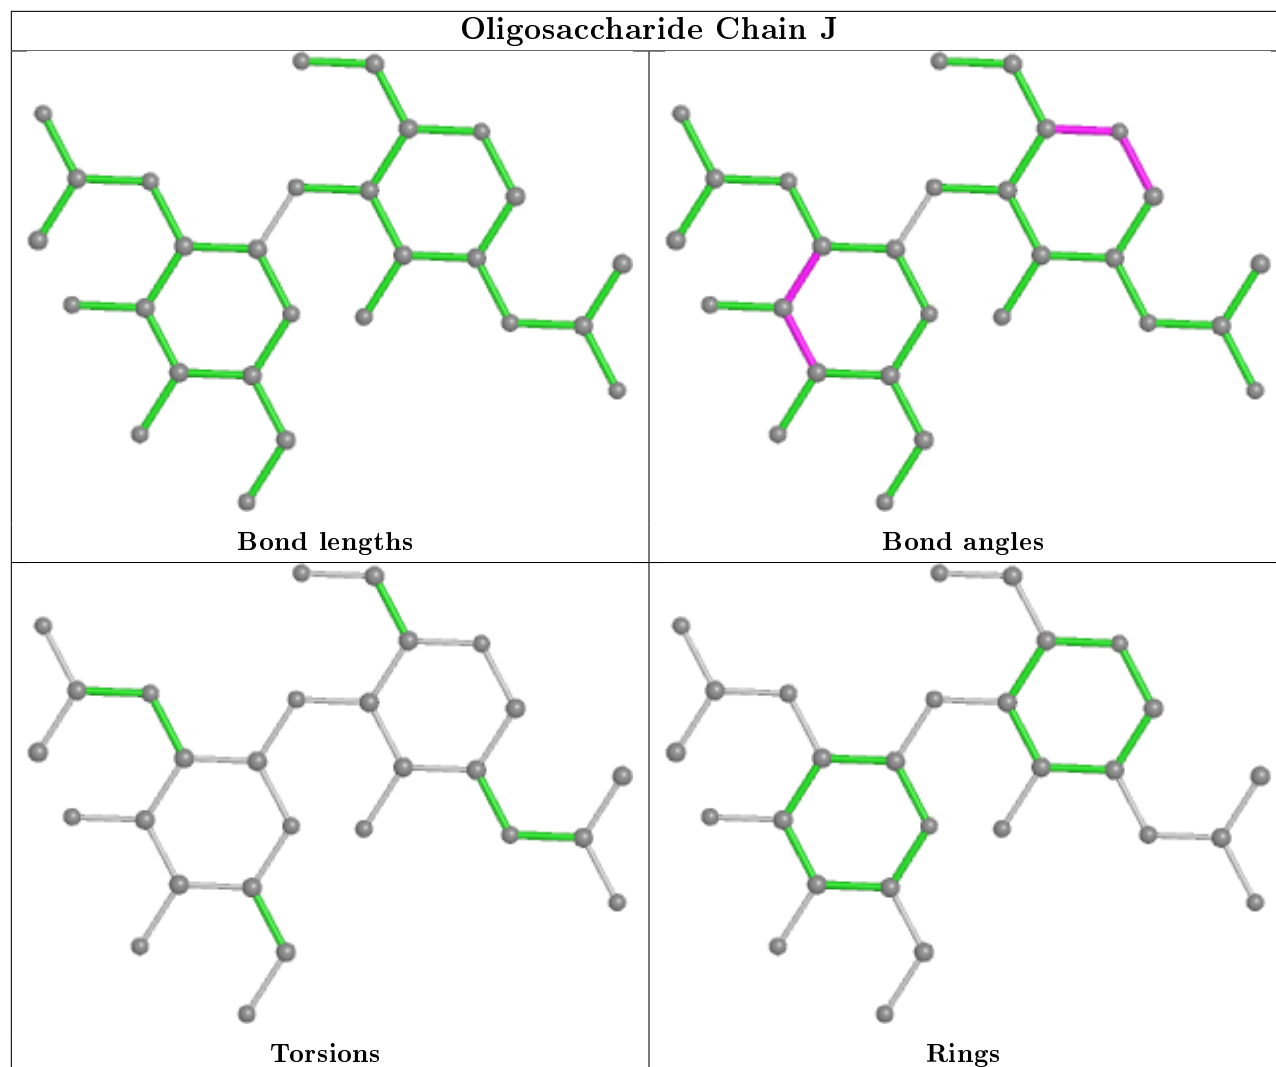 Oligosaccharide Chain J
Bond lengths
Bond angles
Torsions
Rings